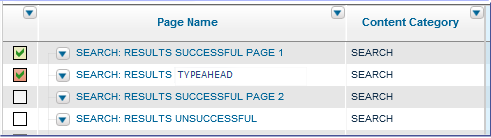 Page Name Content Category
SEARCH: RESULTS SUCCESSFUL PAGE 1 SEARCH
SEARCH: RESULTS TYPEAHEAD SEARCH
SEARCH: RESULTS SUCCESSFUL PAGE 2 SEARCH
SEARCH: RESULTS UNSUCCESSFUL SEARCH